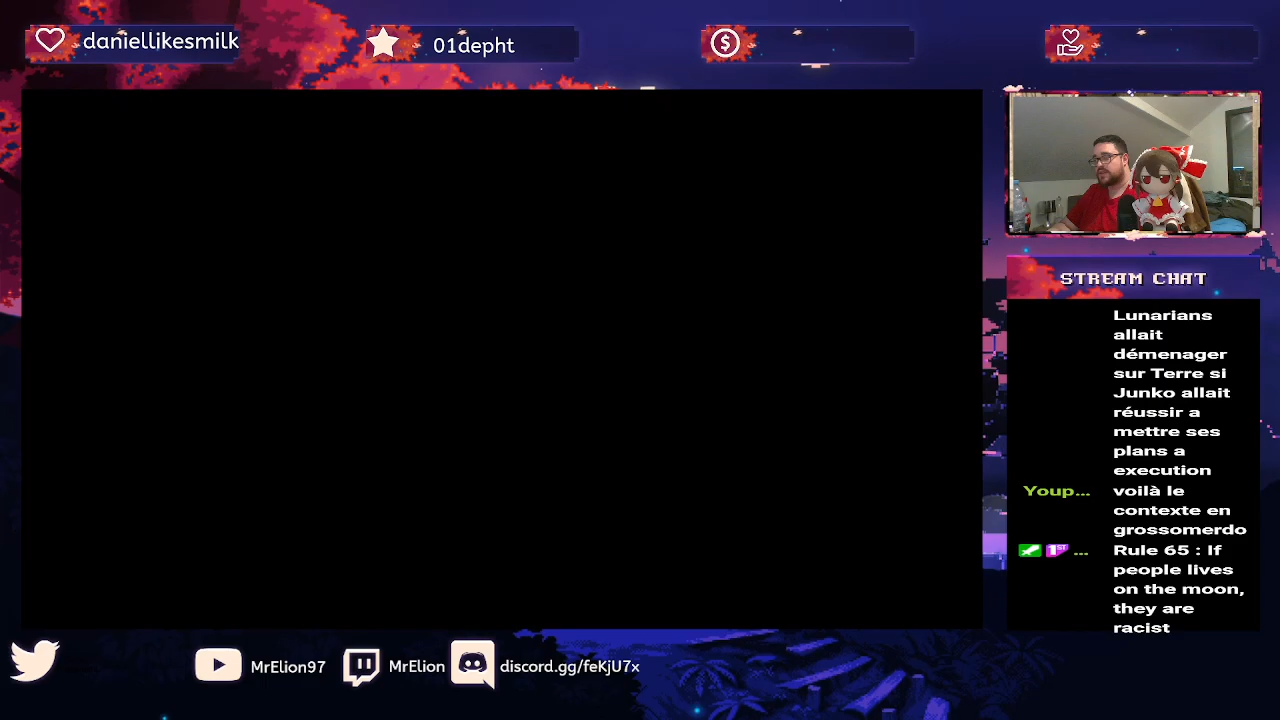 daniellikesmilk
01depht
STREAM CHAT
Lunarians
allait
démenager
sur Terre si
Junko allait
réussir a
mettre ses
plans a
execution
Youp... voilà le
contexte en
grossomerdo
1ST ... Rule 65 : If
people lives
on the moon,
they are
racist
MrElion97
MrElion
discord.gg/feKjU7x